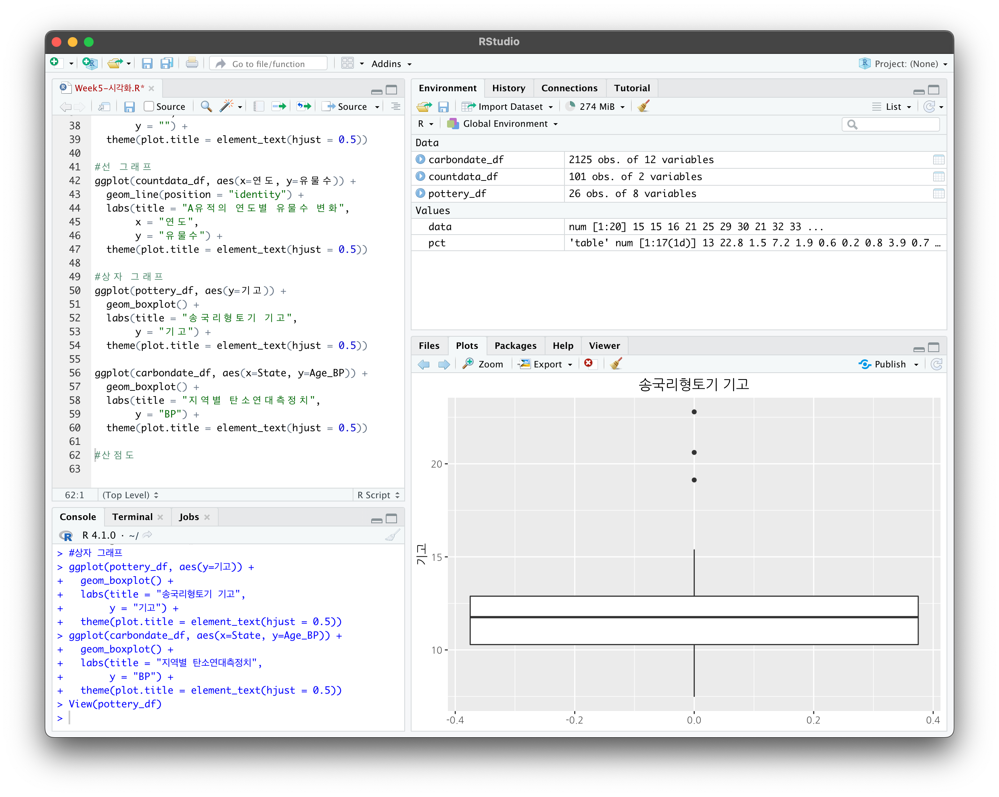 RStudio
Go to file/function
Addins
Project: (None)
Week5-시각화.R*
Source
Source
38 y = "") +
39 theme(plot.title = element_text(hjust = 0.5))
40
41 #선 그래프
42 ggplot(countdata_df, aes(x=연도, y=유물수)) +
43 geom_line(position = "identity") +
44 labs(title = "A유적의 연도별 유물수 변화",
45 x = "연도",
46 y = "유물수") +
47 theme(plot.title = element_text(hjust = 0.5))
48
49 #상자 그래프
50 ggplot(pottery_df, aes(y=기고)) +
51 geom_boxplot() +
52 labs(title = "송국리형토기 기고",
53 y = "기고") +
54 theme(plot.title = element_text(hjust = 0.5))
55
56 ggplot(carbondate_df, aes(x=State, y=Age_BP)) +
57 geom_boxplot() +
58 labs(title = "지역별 탄소연대측정치",
59 y = "BP") +
60 theme(plot.title = element_text(hjust = 0.5))
61
62 #산점도
63
62:1 (Top Level) R Script
Console Terminal Jobs
R 4.1.0 · ~/
> #상자 그래프
> ggplot(pottery_df, aes(y=기고)) +
+ geom_boxplot() +
+ labs(title = "송국리형토기 기고",
+ y = "기고") +
+ theme(plot.title = element_text(hjust = 0.5))
> ggplot(carbondate_df, aes(x=State, y=Age_BP)) +
+ geom_boxplot() +
+ labs(title = "지역별 탄소연대측정치",
+ y = "BP") +
+ theme(plot.title = element_text(hjust = 0.5))
> View(pottery_df)
>
Environment History Connections Tutorial
Import Dataset 274 MiB List
R Global Environment
Data
carbondate_df 2125 obs. of 12 variables
countdata_df 101 obs. of 2 variables
pottery_df 26 obs. of 8 variables
Values
data num [1:20] 15 15 16 21 25 29 30 21 32 33 ...
pct 'table' num [1:17(1d)] 13 22.8 1.5 7.2 1.9 0.6 0.2 0.8 3.9 0.7 …
Files Plots Packages Help Viewer
Zoom Export Publish
송국리형토기 기고
기고
20
15
10
-0.4 -0.2 0.0 0.2 0.4